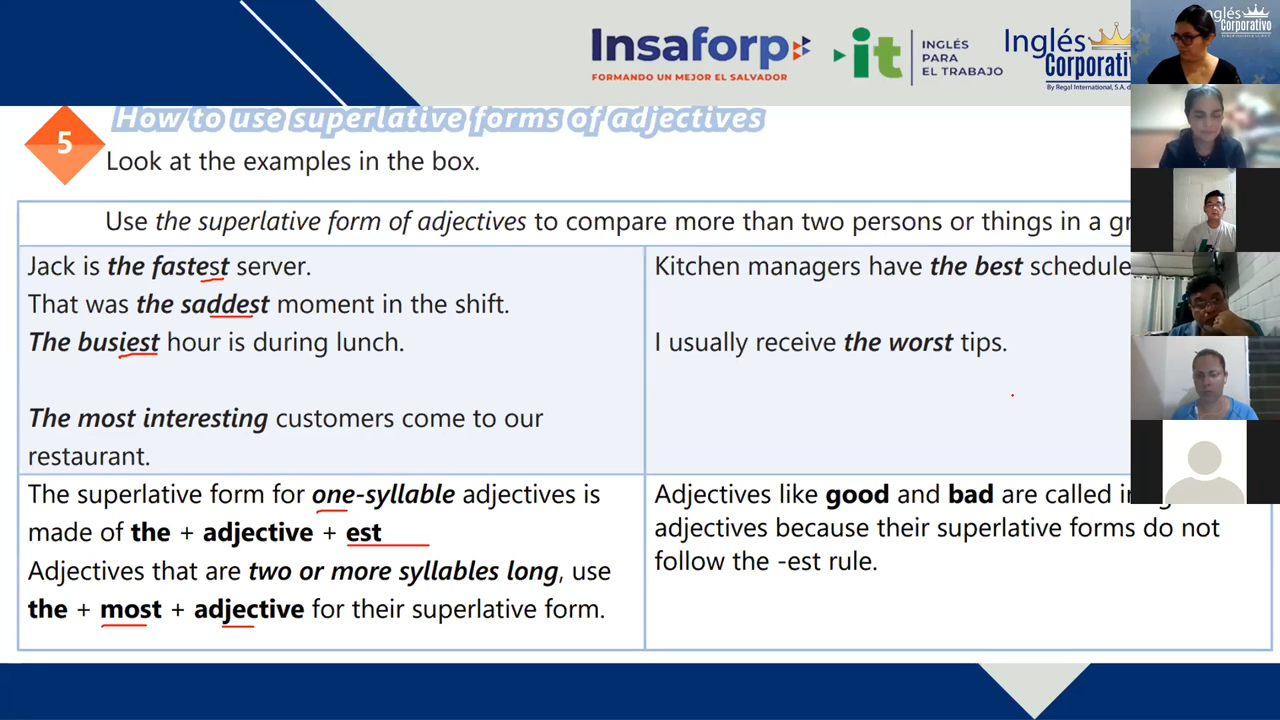 Insaforp
FORMANDO UN MEJOR EL SALVADOR
it
INGLÉS
PARA
EL TRABAJO
Inglés
Corporativo
By Regal International, S.A. d
Inglés
Corporativo
5
How to use superlative forms of adjectives
Look at the examples in the box.
Use the superlative form of adjectives to compare more than two persons or things in a gr
Jack is the fastest server.
That was the saddest moment in the shift.
The busiest hour is during lunch.
The most interesting customers come to our
restaurant.
Kitchen managers have the best schedule
I usually receive the worst tips.
The superlative form for one-syllable adjectives is
made of the + adjective + est
Adjectives that are two or more syllables long, use
the + most + adjective for their superlative form.
Adjectives like good and bad are called
adjectives because their superlative forms do not
follow the -est rule.